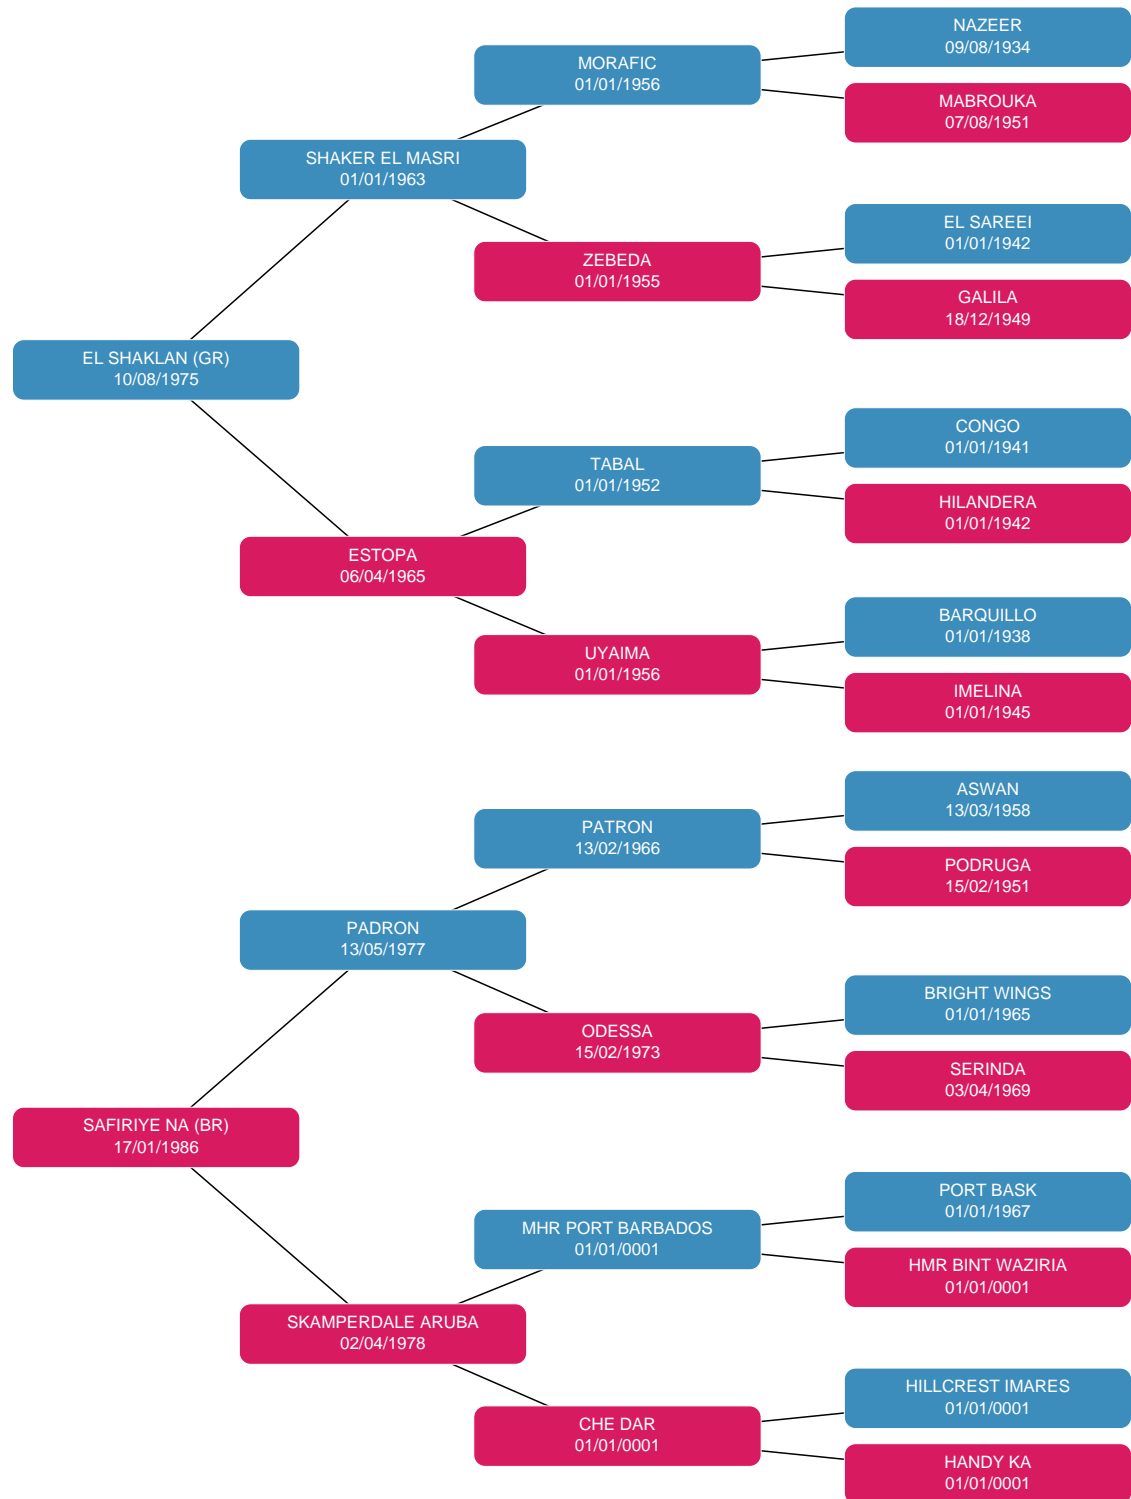 NAZEER
09/08/1934
MORAFIC
01/01/1956
MABROUKA
07/08/1951
SHAKER EL MASRI
01/01/1963
EL SAREEI
01/01/1942
ZEBEDA
01/01/1955
GALILA
18/12/1949
EL SHAKLAN (GR)
10/08/1975
CONGO
01/01/1941
TABAL
01/01/1952
HILANDERA
01/01/1942
ESTOPA
06/04/1965
BARQUILLO
01/01/1938
UYAIMA
01/01/1956
IMELINA
01/01/1945
ASWAN
13/03/1958
PATRON
13/02/1966
PODRUGA
15/02/1951
PADRON
13/05/1977
BRIGHT WINGS
01/01/1965
ODESSA
15/02/1973
SERINDA
03/04/1969
SAFIRIYE NA (BR)
17/01/1986
PORT BASK
01/01/1967
MHR PORT BARBADOS
01/01/0001
HMR BINT WAZIRIA
01/01/0001
SKAMPERDALE ARUBA
02/04/1978
HILLCREST IMARES
01/01/0001
CHE DAR
01/01/0001
HANDY KA
01/01/0001